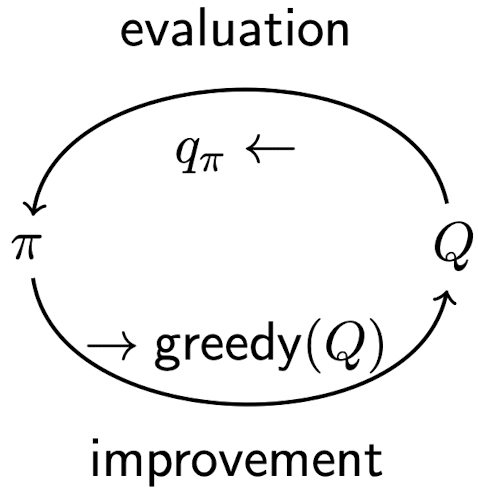 evaluation
qπ ←
π Q
→ greedy(Q)
improvement